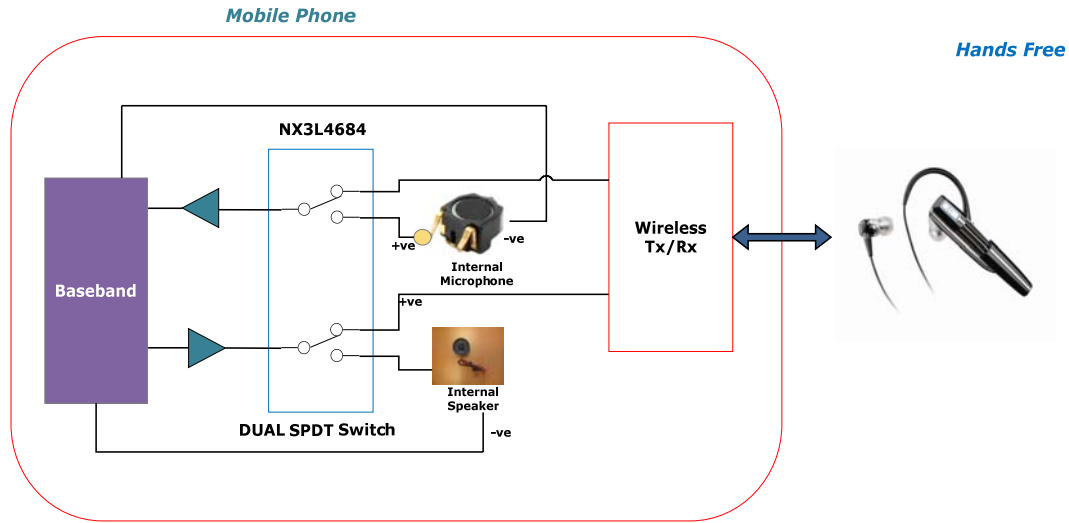 Mobile Phone
Hands Free
NX3L4684
+ve
-ve
Internal
Microphone
Wireless
Tx/Rx
Baseband
+ve
Internal
Speaker
DUAL SPDT Switch
-ve